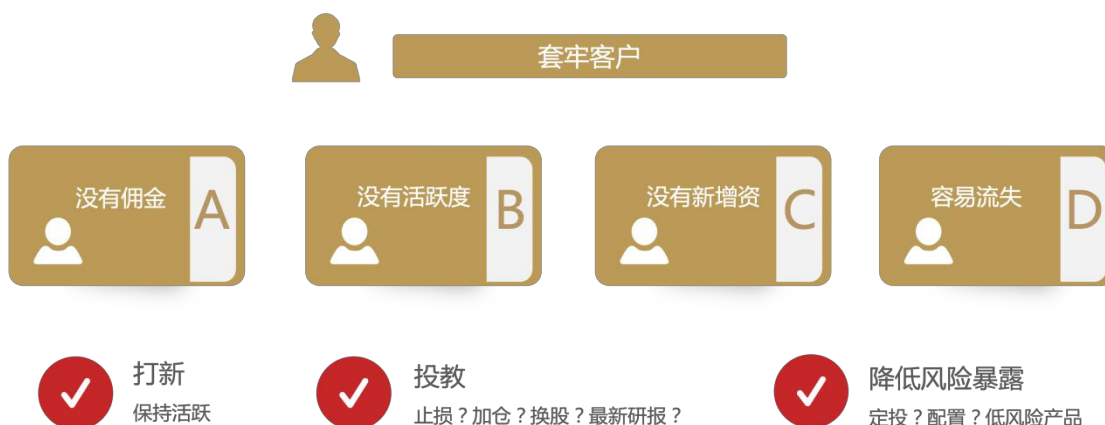 套牢客户
没有佣金 A
没有活跃度 B
没有新增资 C
容易流失 D
打新
保持活跃
投教
止损？加仓？换股？最新研报？
降低风险暴露
定投？配置？低风险产品